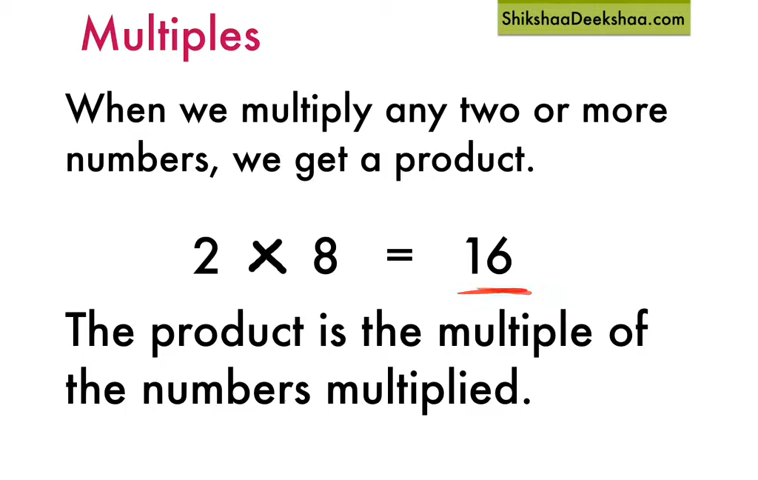 ShikshaaDeekshaa.com
Multiples
When we multiply any two or more
numbers, we get a product.
2 × 8 = 16
The product is the multiple of
the numbers multiplied.